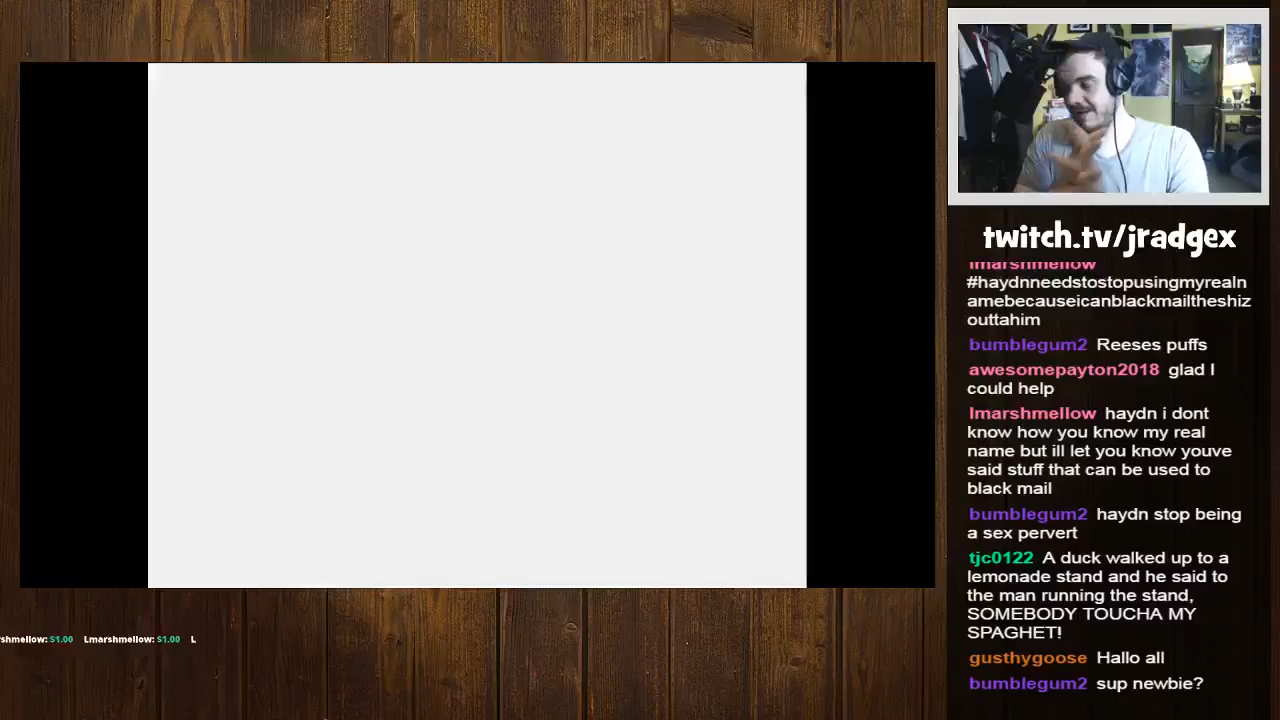 twitch.tv/jradgex
lmarshmellow
#haydnneedstostopusingmyrealn
amebecauseicanblackmailtheshiz
outtahim
bumblegum2 Reeses puffs
awesomepayton2018 glad I
could help
lmarshmellow haydn i dont
know how you know my real
name but ill let you know youve
said stuff that can be used to
black mail
bumblegum2 haydn stop being
a sex pervert
tjc0122 A duck walked up to a
lemonade stand and he said to
the man running the stand,
SOMEBODY TOUCHA MY
SPAGHET!
gusthygoose Hallo all
bumblegum2 sup newbie?
rshmellow: $1.00 Lmarshmellow: $1.00 L